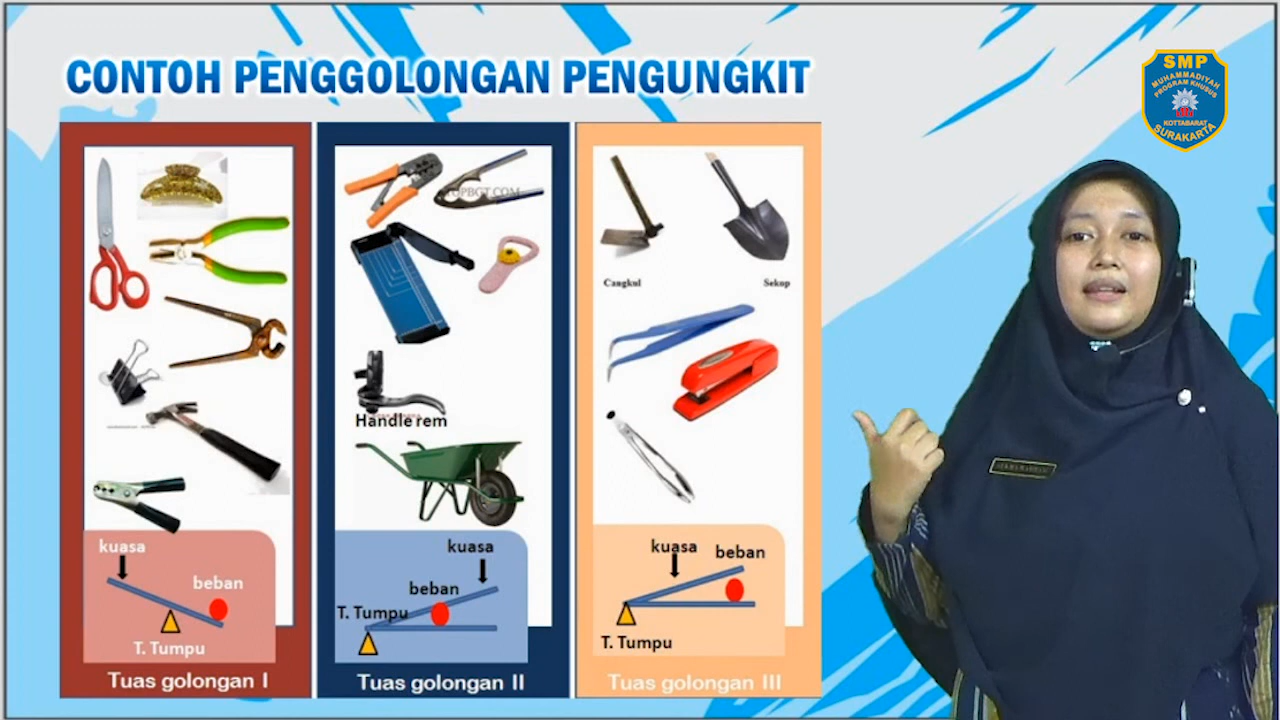 CONTOH PENGGOLONGAN PENGUNGKIT
SMP
MUHAMMADIYAH
PROGRAM KHUSUS
KOTTABARAT
SURAKARTA
Handle rem
kuasa
beban
T. Tumpu
Tuas golongan I
kuasa
beban
T. Tumpu
Tuas golongan II
Cangkul
Sekop
kuasa
beban
T. Tumpu
Tuas golongan III